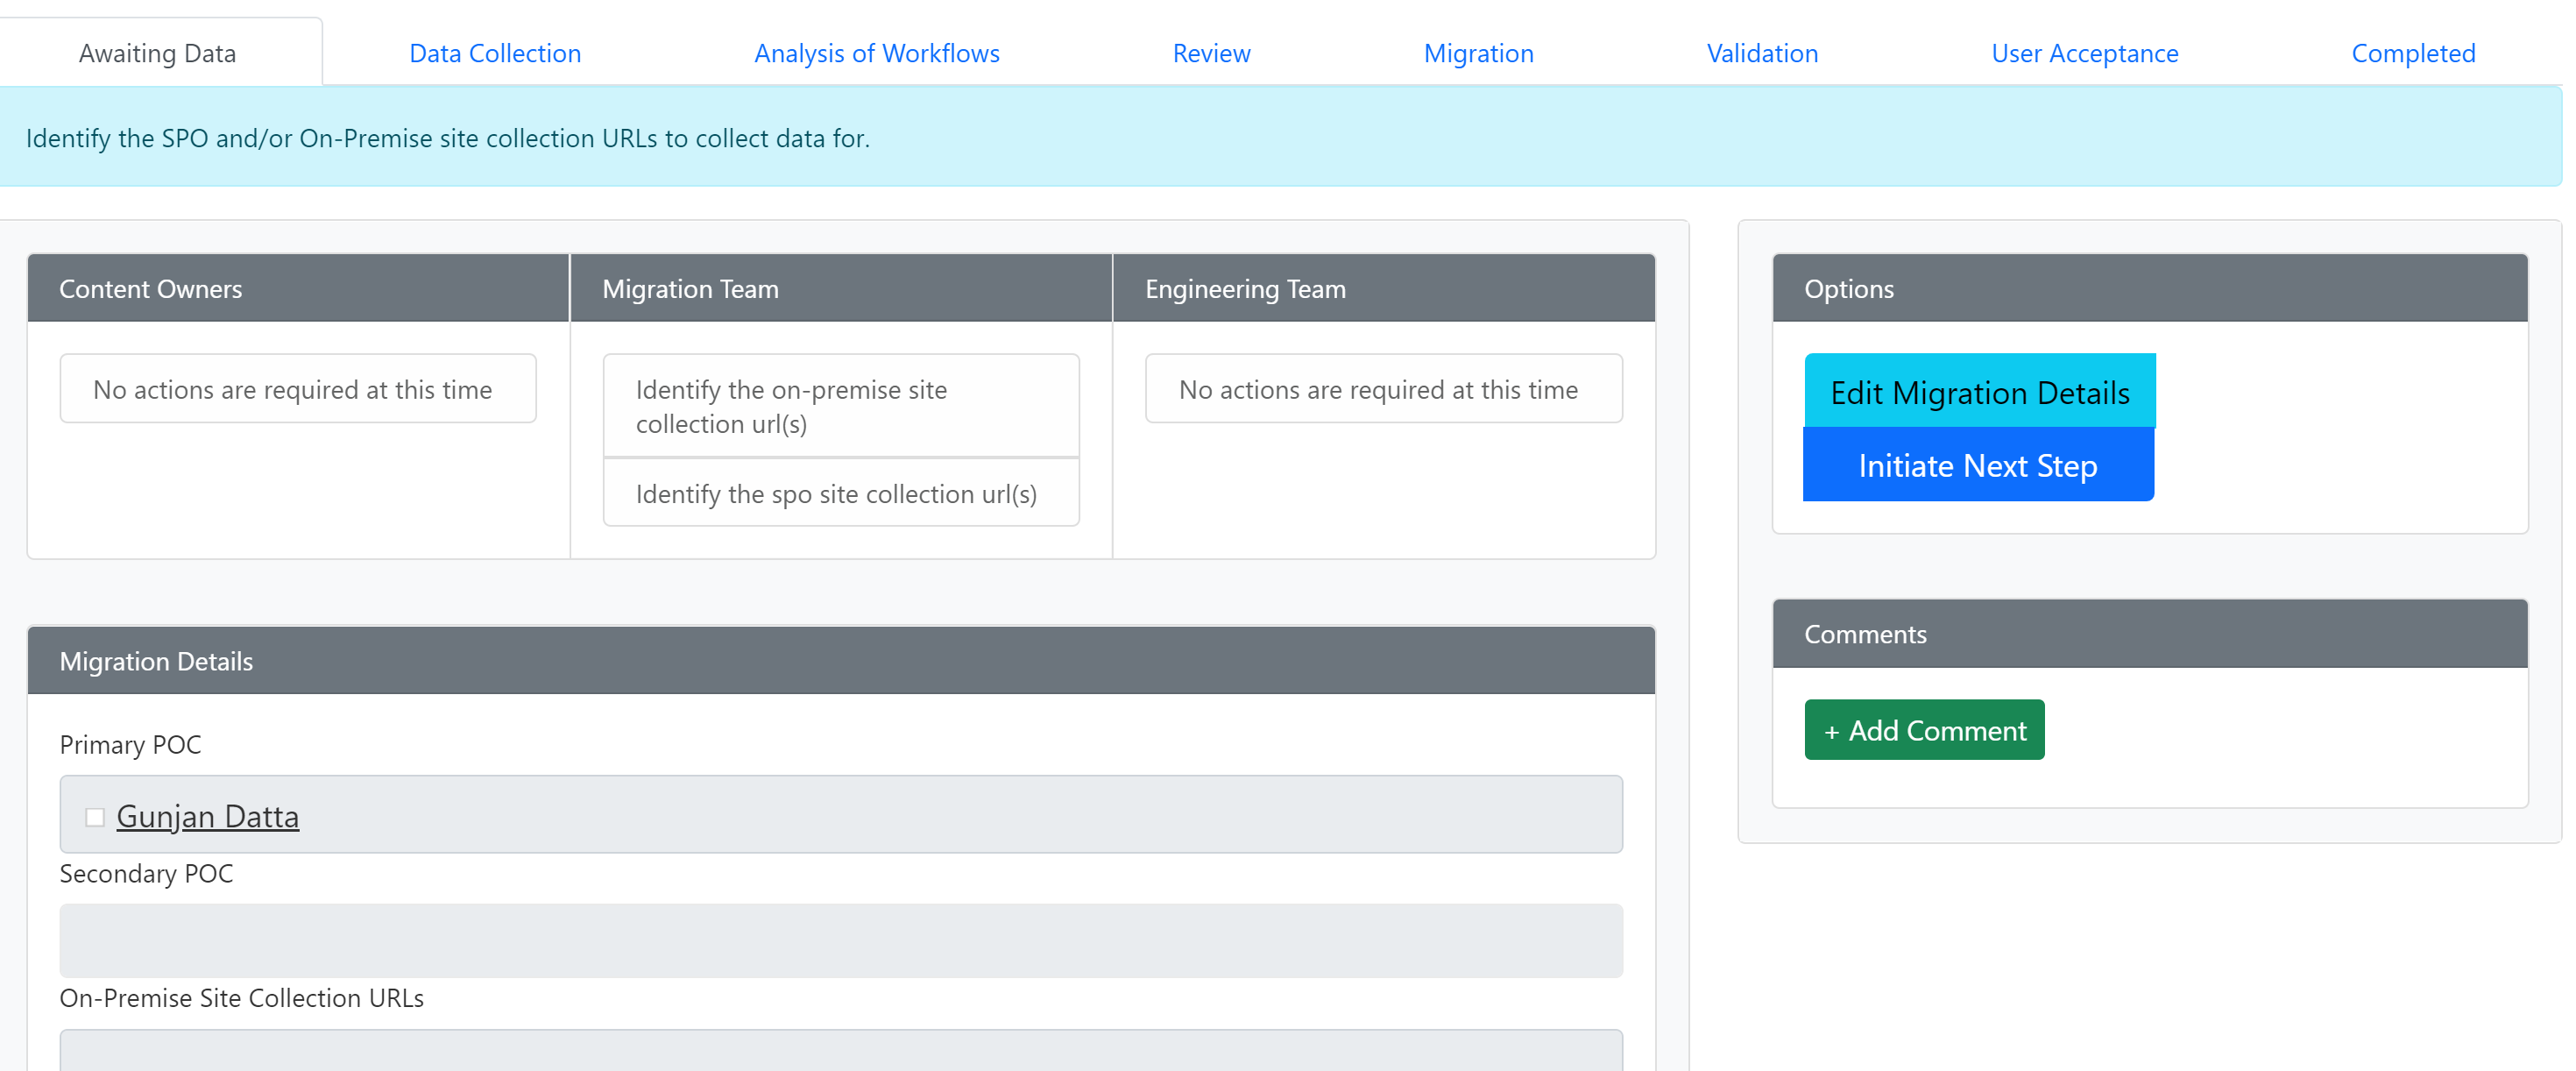 Awaiting Data
Data Collection
Analysis of Workflows
Review
Migration
Validation
User Acceptance
Completed
Identify the SPO and/or On-Premise site collection URLs to collect data for.
Content Owners
No actions are required at this time
Migration Team
Identify the on-premise site
collection url(s)
Identify the spo site collection url(s)
Engineering Team
No actions are required at this time
Migration Details
Primary POC
Gunjan Datta
Secondary POC
On-Premise Site Collection URLs
Options
Edit Migration Details
Initiate Next Step
Comments
+ Add Comment